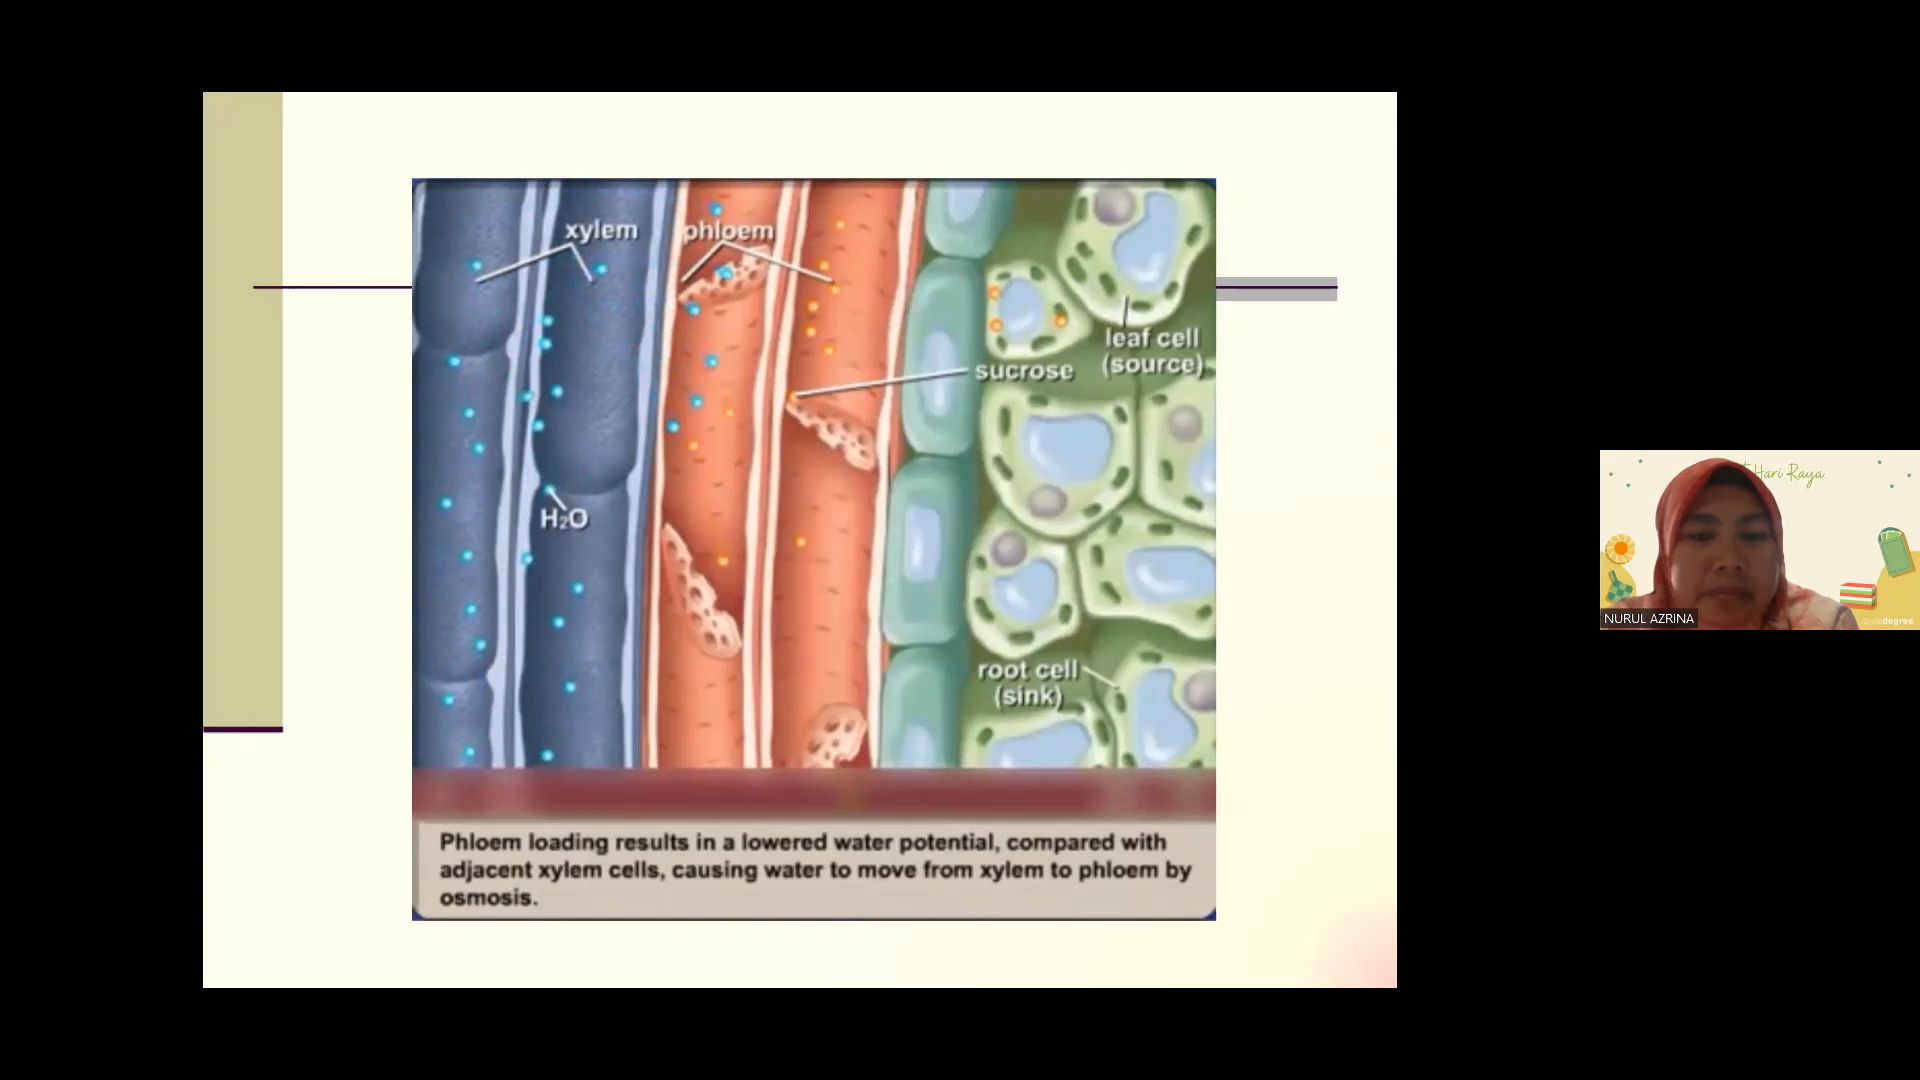 xylem
phloem
leaf cell
(source)
sucrose
H₂O
root cell
(sink)
Phloem loading results in a lowered water potential, compared with
adjacent xylem cells, causing water to move from xylem to phloem by
osmosis.
Hari Raya
NURUL AZRINA
styledegree